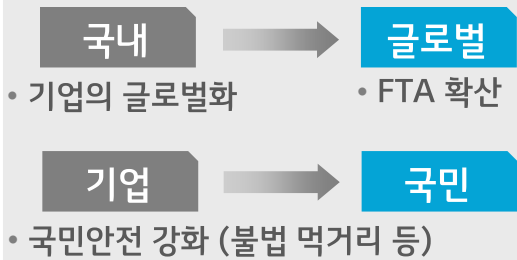 국내 글로벌
• 기업의 글로벌화 • FTA 확산
기업 국민
• 국민안전 강화 (불법 먹거리 등)